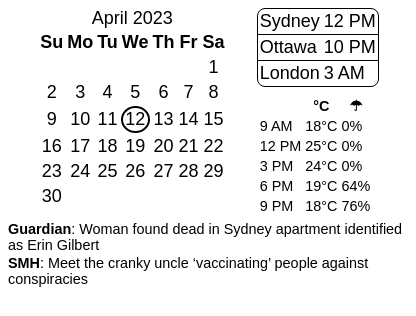 April 2023
Su Mo Tu We Th Fr Sa
1
2 3 4 5 6 7 8
9 10 11 12 13 14 15
16 17 18 19 20 21 22
23 24 25 26 27 28 29
30
Sydney 12 PM
Ottawa 10 PM
London 3 AM
°C ☂
9 AM 18°C 0%
12 PM 25°C 0%
3 PM 24°C 0%
6 PM 19°C 64%
9 PM 18°C 76%
Guardian: Woman found dead in Sydney apartment identified
as Erin Gilbert
SMH: Meet the cranky uncle ‘vaccinating’ people against
conspiracies